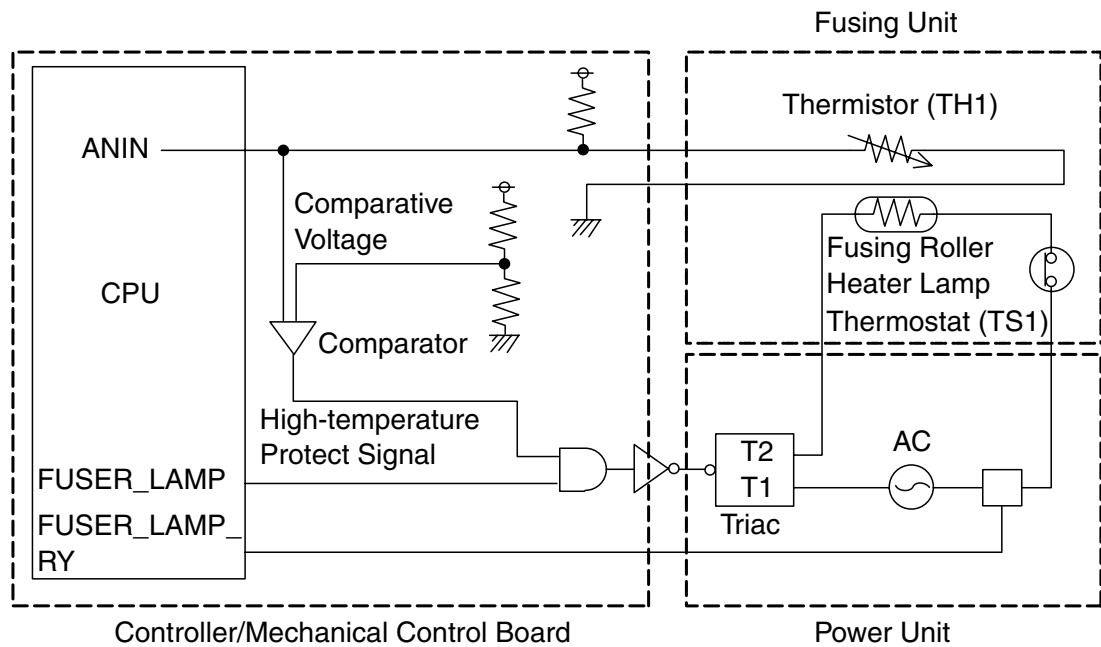 Fusing Unit
Thermistor (TH1)
ANIN
Comparative
Voltage
Fusing Roller
Heater Lamp
Thermostat (TS1)
CPU
Comparator
High-temperature
Protect Signal
FUSER_LAMP
FUSER_LAMP_
RY
T2
T1
Triac
AC
Controller/Mechanical Control Board
Power Unit